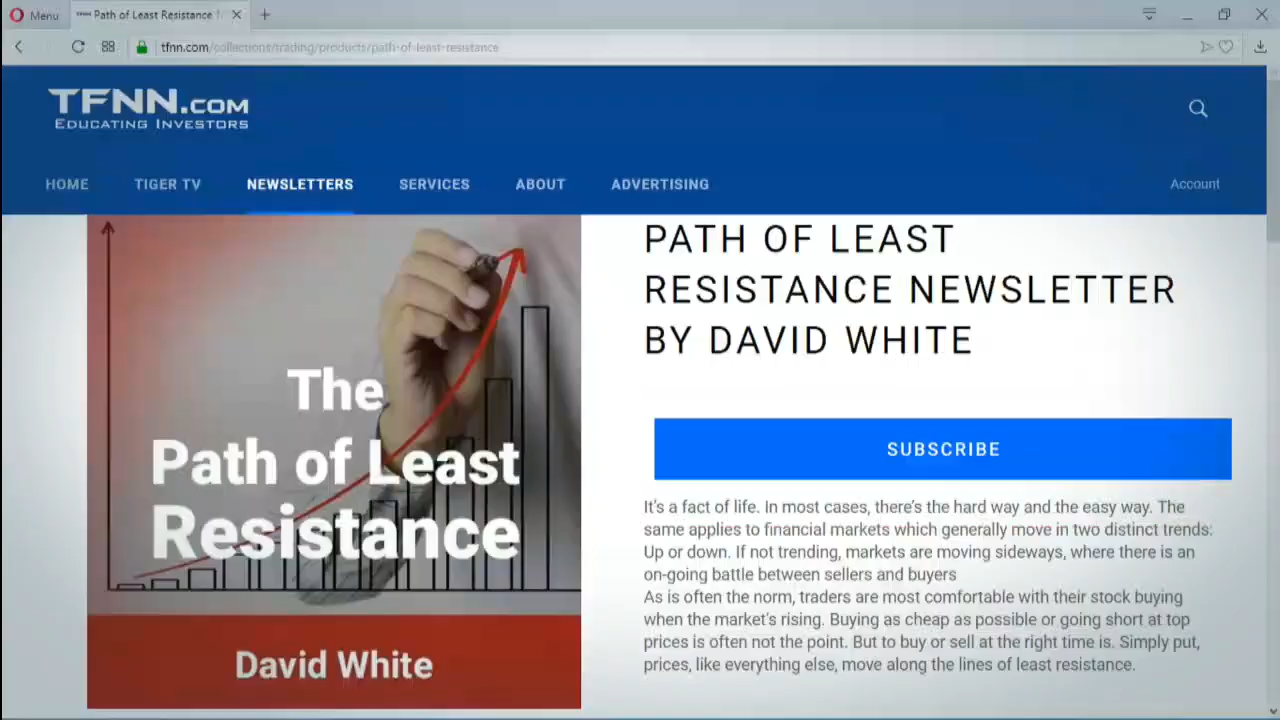 Menu
Path of Least Resistance
tfnn.com/collections/trading/products/path-of-least-resistance
TFNN.COM
EDUCATING INVESTORS
HOME
TIGER TV
NEWSLETTERS
SERVICES
ABOUT
ADVERTISING
Account
The
Path of Least
Resistance
David White
PATH OF LEAST
RESISTANCE NEWSLETTER
BY DAVID WHITE
SUBSCRIBE
It's a fact of life. In most cases, there's the hard way and the easy way. The
same applies to financial markets which generally move in two distinct trends:
Up or down. If not trending, markets are moving sideways, where there is an
on-going battle between sellers and buyers
As is often the norm, traders are most comfortable with their stock buying
when the market's rising. Buying as cheap as possible or going short at top
prices is often not the point. But to buy or sell at the right time is. Simply put,
prices, like everything else, move along the lines of least resistance.